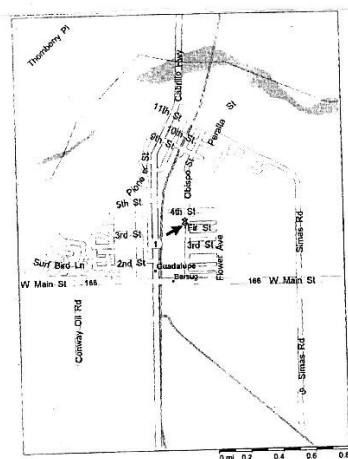 Thornberry Pl
Cabrillo Hwy
11th St
10th St
9th St
Peralta St
Pioneer St
Obispo St
5th St
4th St
Fir St
3rd St
3rd St
Flower Ave
Simas Rd
1
Surf Bird Ln
2nd St
Guadalupe
W Main St
166
166
W Main St
Conway Oil Rd
Simas Rd
0 mi
0.2
0.4
0.6
0.8